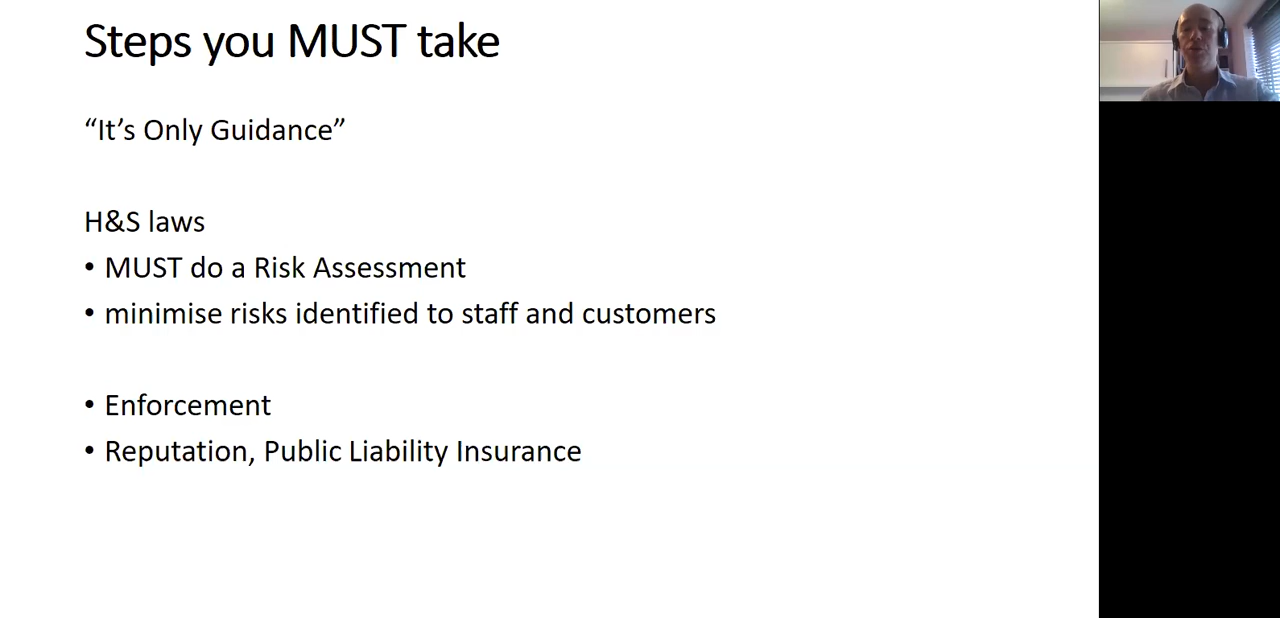 Steps you MUST take
“It’s Only Guidance”
H&S laws
• MUST do a Risk Assessment
• minimise risks identified to staff and customers
• Enforcement
• Reputation, Public Liability Insurance